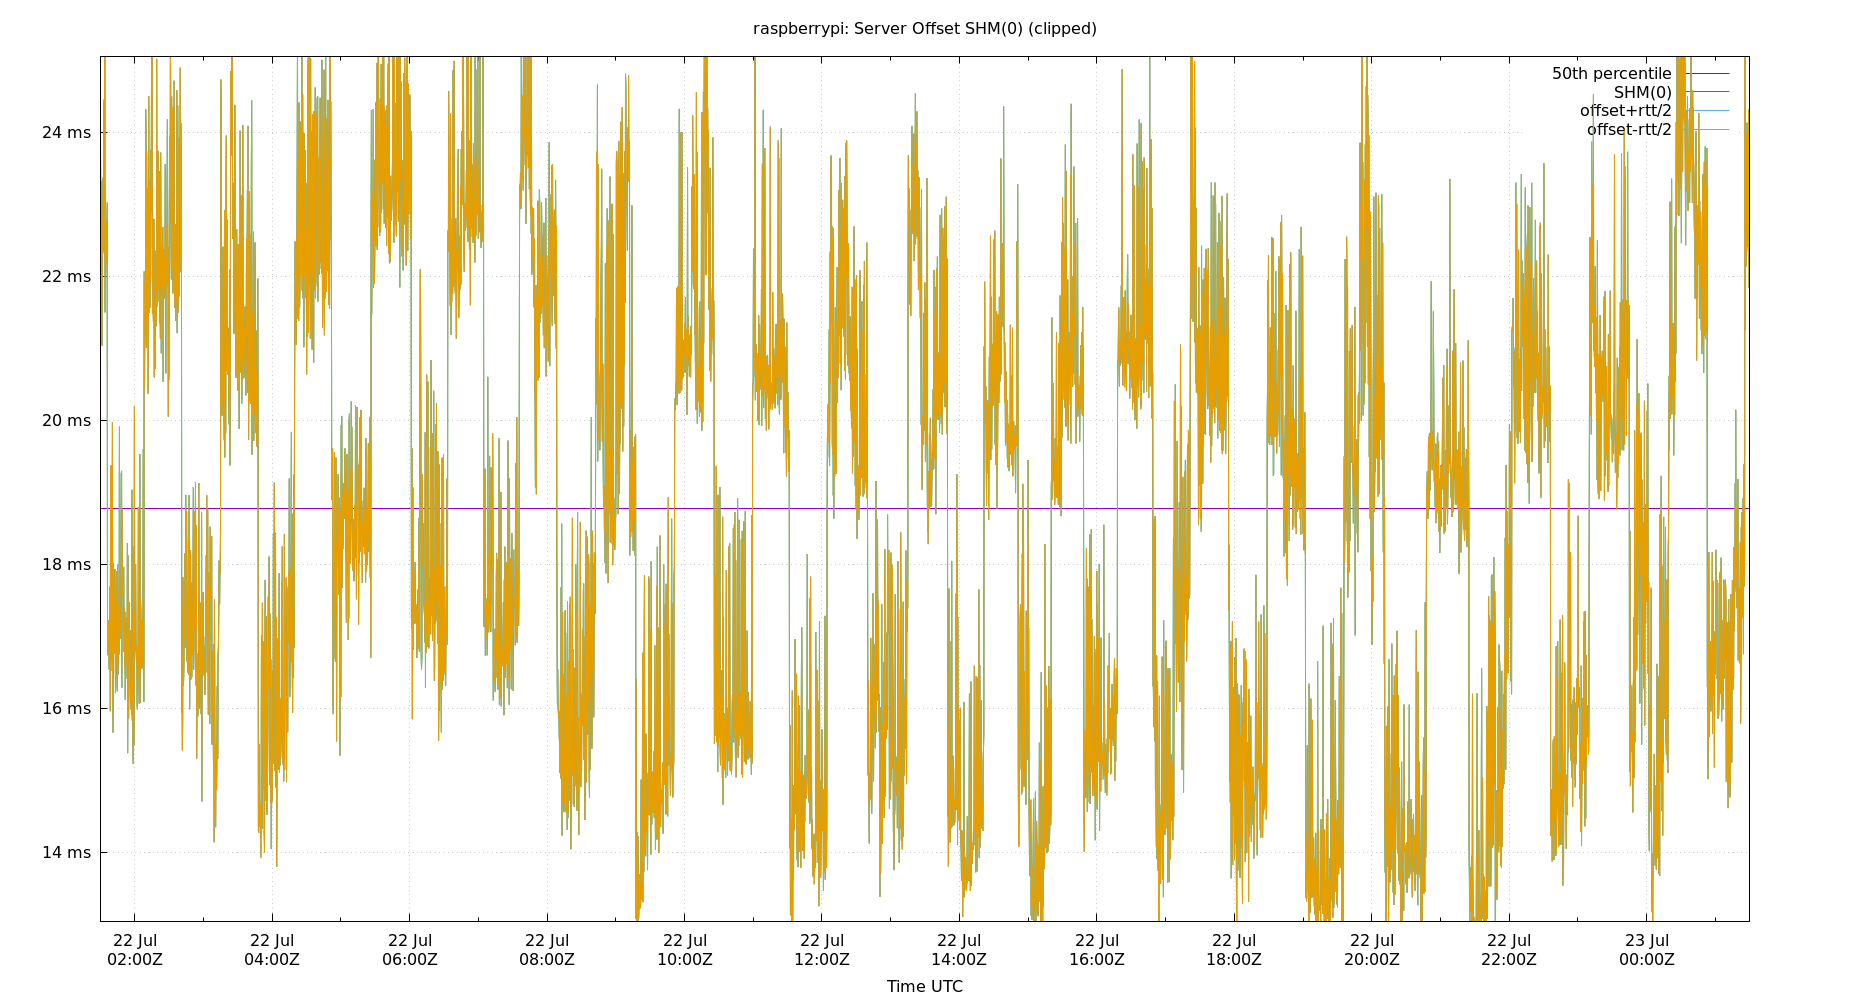 raspberrypi: Server Offset SHM(0) (clipped)
50th percentile
SHM(0)
offset+rtt/2
offset-rtt/2
24 ms
22 ms
20 ms
18 ms
16 ms
14 ms
22 Jul 22 Jul 22 Jul 22 Jul 22 Jul 22 Jul 22 Jul 22 Jul 22 Jul 22 Jul 22 Jul 23 Jul
02:00Z 04:00Z 06:00Z 08:00Z 10:00Z 12:00Z 14:00Z 16:00Z 18:00Z 20:00Z 22:00Z 00:00Z
Time UTC